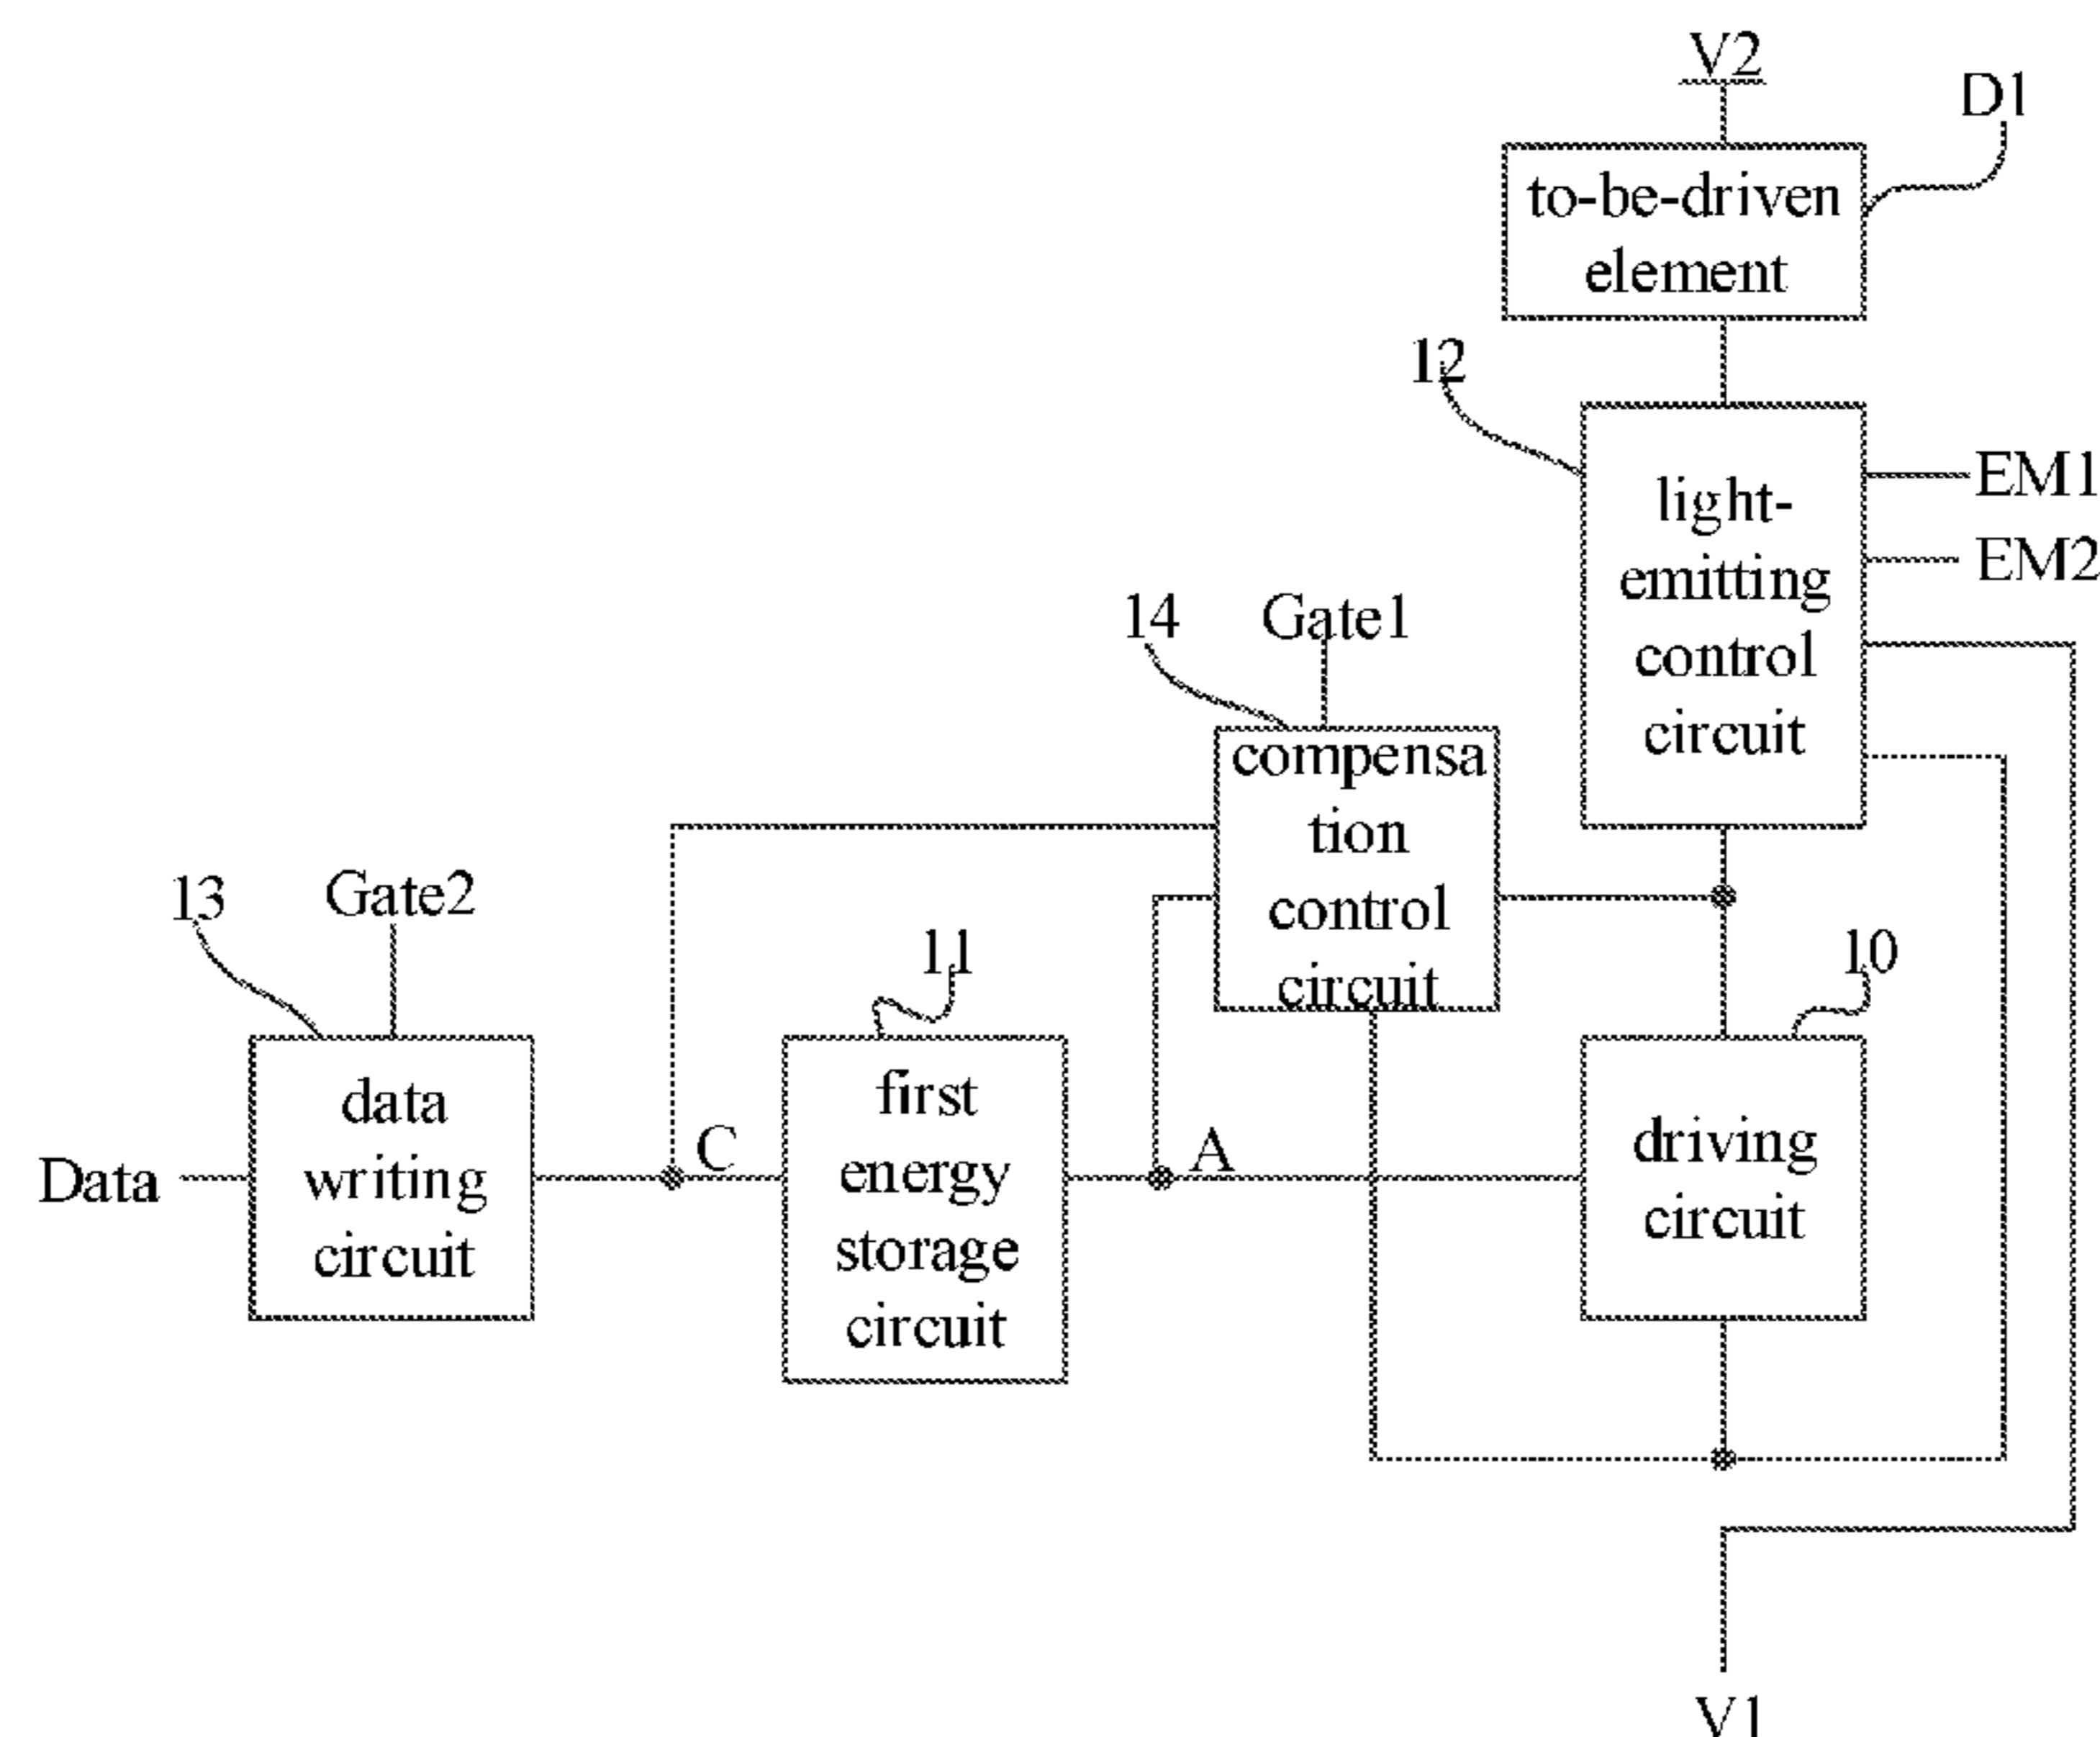 V2
D1
to-be-driven
element
12
light-
emitting
control
circuit
EM1
EM2
14
Gate1
compensa
tion
control
circuit
13
Gate2
11
10
Data
data
writing
circuit
C
first
energy
storage
circuit
A
driving
circuit
V1